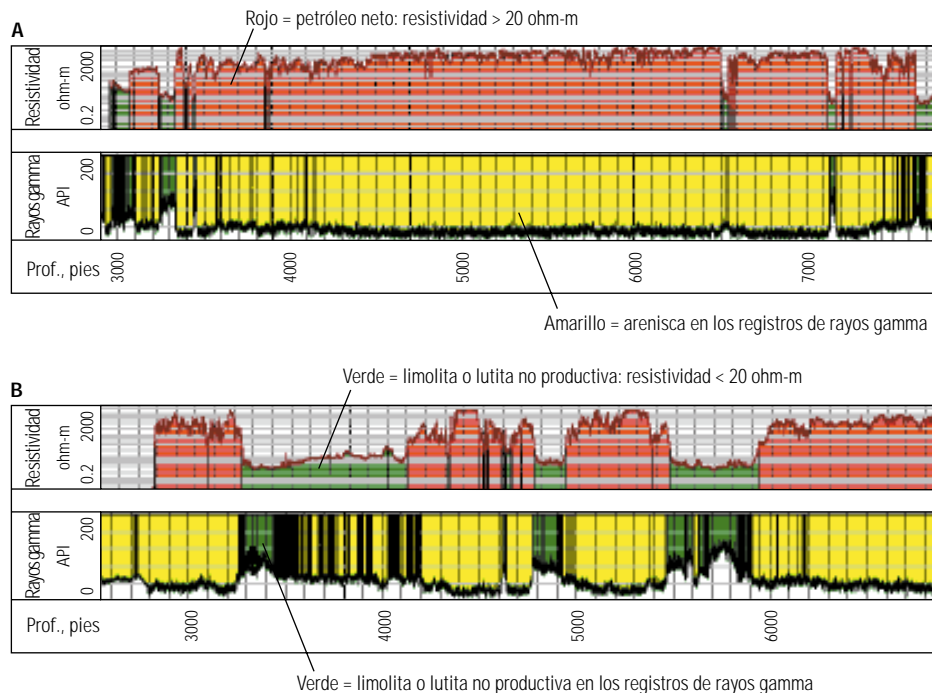 Rojo = petróleo neto: resistividad > 20 ohm-m
A
Resistividad
ohm-m
2000
0.2
Rayos gamma
API
200
0
Prof., pies
3000
4000
5000
6000
7000
Amarillo = arenisca en los registros de rayos gamma
Verde = limolita o lutita no productiva: resistividad < 20 ohm-m
B
Resistividad
ohm-m
2000
0.2
Rayos gamma
API
200
0
Prof., pies
3000
4000
5000
6000
Verde = limolita o lutita no productiva en los registros de rayos gamma